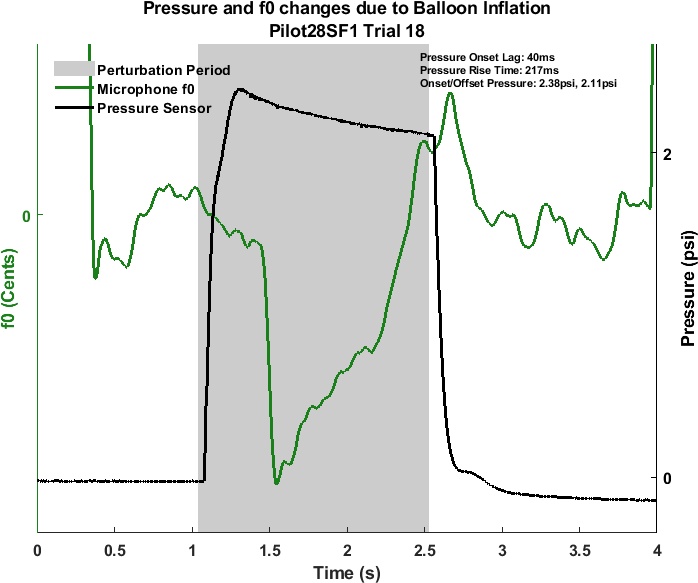 Pressure and f0 changes due to Balloon Inflation
Pilot28SF1 Trial 18
Perturbation Period
Microphone f0
Pressure Sensor
Pressure Onset Lag: 40ms
Pressure Rise Time: 217ms
Onset/Offset Pressure: 2.38psi, 2.11psi
f0 (Cents)
0
Pressure (psi)
2
0
0 0.5 1 1.5 2 2.5 3 3.5 4
Time (s)